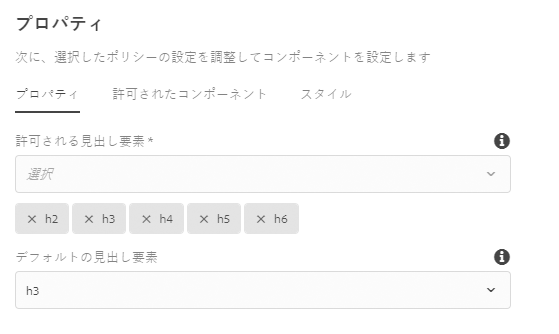 プロパティ
次に、選択したポリシーの設定を調整してコンポーネントを設定します
プロパティ 許可されたコンポーネント スタイル
許可される見出し要素 *
選択
× h2 × h3 × h4 × h5 × h6
デフォルトの見出し要素
h3